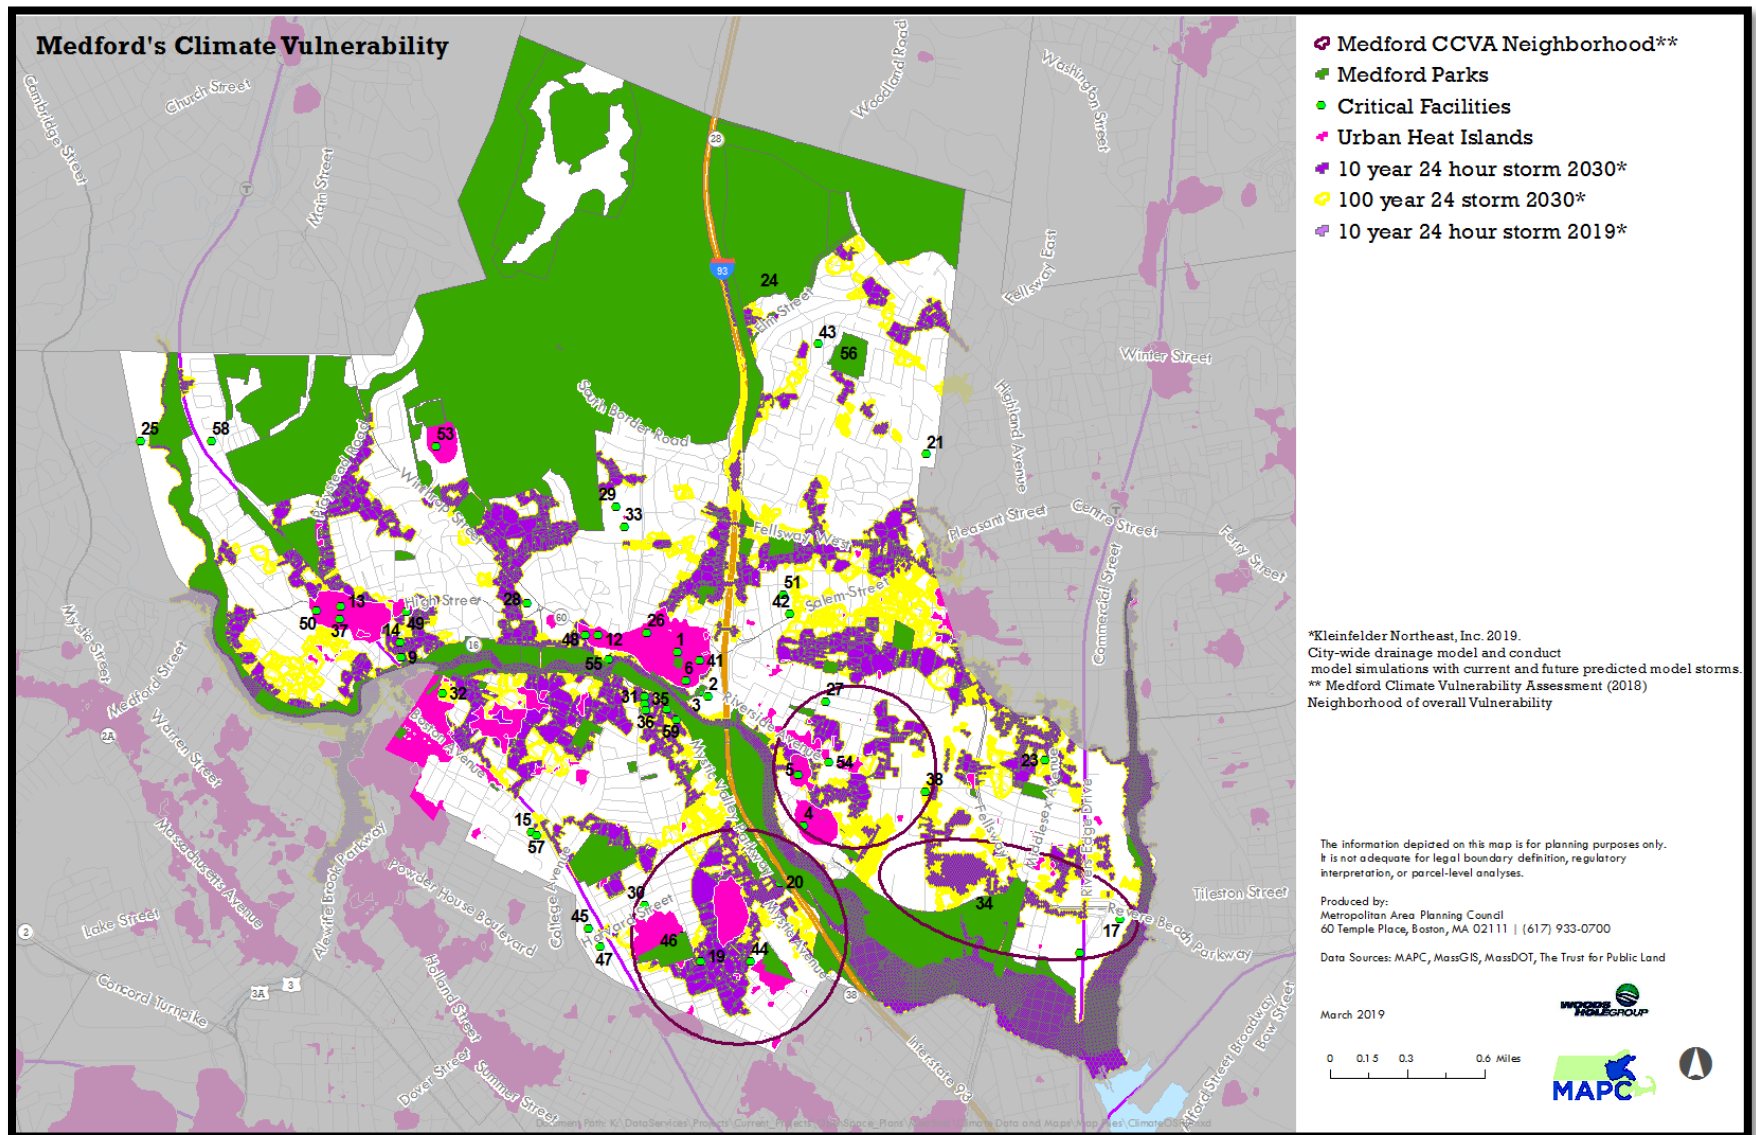 Medford's Climate Vulnerability
Medford CCVA Neighborhood**
Medford Parks
Critical Facilities
Urban Heat Islands
10 year 24 hour storm 2030*
100 year 24 storm 2030*
10 year 24 hour storm 2019*
Cambridge Street
Church Street
Main Street
Woodland Road
Washington Street
28
93
24
Elm Street
Fellsway East
43
56
Winter Street
25
58
53
South Border Road
21
Highland Avenue
Playstead Road
Winthrop Street
29
33
Fellsway West
Pleasant Street
Centre Street
Ferry Street
51
42
Salem Street
Commercial Street
13
50
37
High Street
49
14
9
28
60
16
48
12
26
1
41
6
55
2
3
Mystic Street
Medford Street
2A
Warren Street
32
Boston Avenue
31
35
36
59
Riverside Avenue
27
5
54
4
38
23
Mystic Valley Parkway
Fellsway
Middlesex Avenue
Rivers Edge Drive
15
57
Massachusetts Avenue
Alewife Brook Parkway
Powder House Boulevard
College Avenue
Lake Street
2
30
Harvard Street
45
47
46
19
44
20
Mystic Avenue
34
17
Revere Beach Parkway
Tileston Street
Concord Turnpike
3A
3
Holland Street
38
Dover Street
Summer Street
Interstate 93
Broadway
Bow Street
*Kleinfelder Northeast, Inc. 2019.
City-wide drainage model and conduct
model simulations with current and future predicted model storms.
** Medford Climate Vulnerability Assessment (2018)
Neighborhood of overall Vulnerability
The information depicted on this map is for planning purposes only.
It is not adequate for legal boundary definition, regulatory
interpretation, or parcel-level analyses.
Produced by:
Metropolitan Area Planning Council
60 Temple Place, Boston, MA 02111 | (617) 933-0700
Data Sources: MAPC, MassGIS, MassDOT, The Trust for Public Land
March 2019
WOODS
HOLE GROUP
0 0.15 0.3 0.6 Miles
MAPC